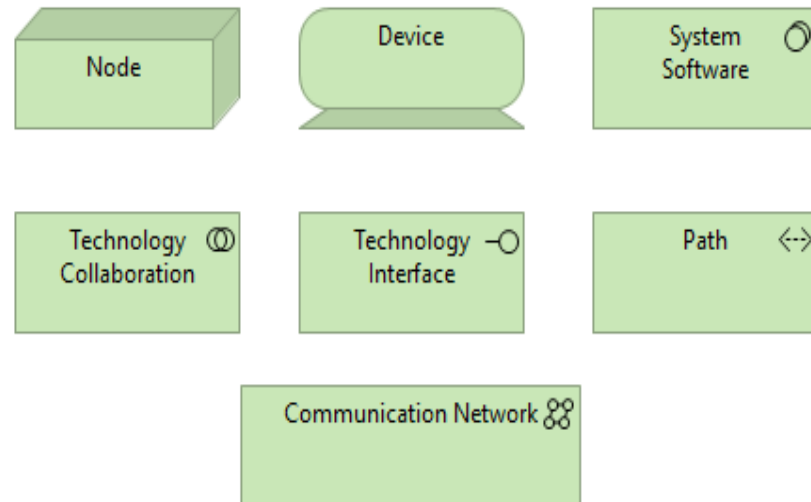 Node
Device
System
Software
Technology
Collaboration
Technology
Interface
Path
Communication Network